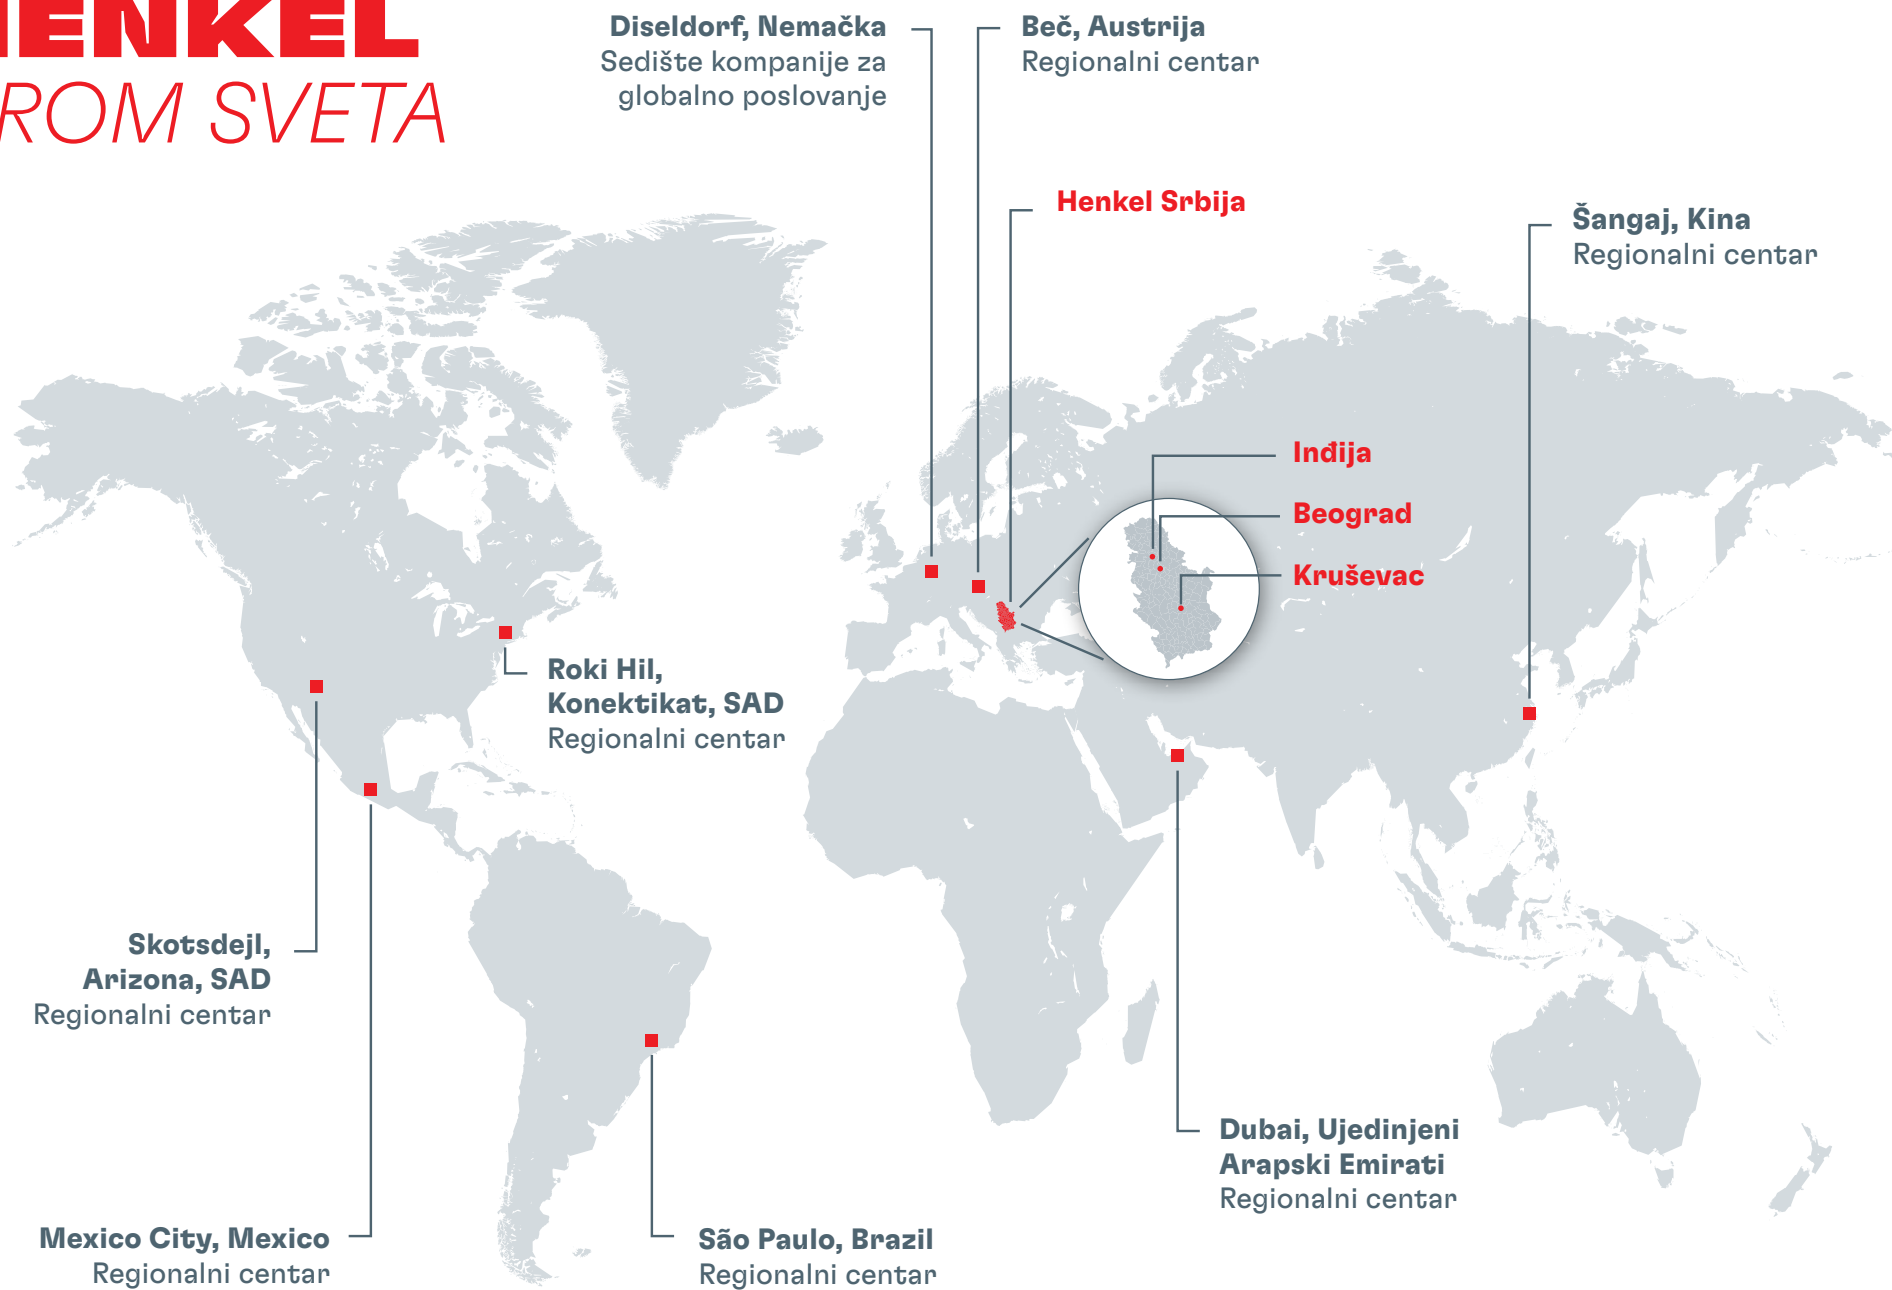 HENKEL
ROM SVETA
Diseldorf, Nemačka
Sedište kompanije za
globalno poslovanje
Beč, Austrija
Regionalni centar
Henkel Srbija
Šangaj, Kina
Regionalni centar
Inđija
Beograd
Kruševac
Roki Hil,
Konektikat, SAD
Regionalni centar
Skotsdejl,
Arizona, SAD
Regionalni centar
Dubai, Ujedinjeni
Arapski Emirati
Regionalni centar
Mexico City, Mexico
Regionalni centar
São Paulo, Brazil
Regionalni centar